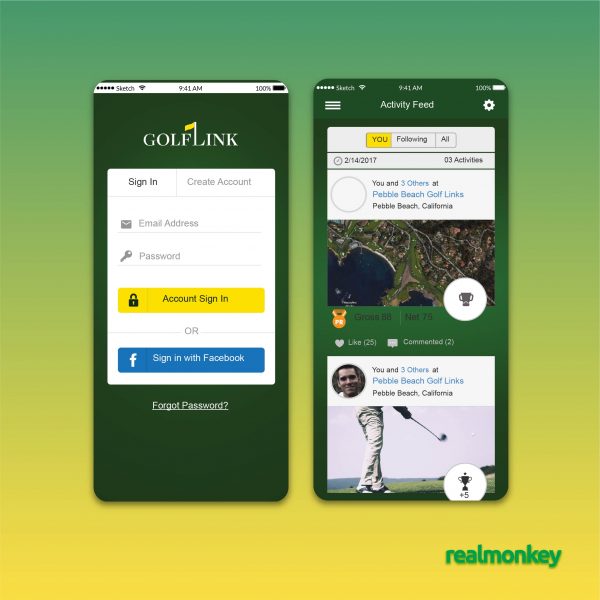 Sketch 9:41 AM 100%
GOLFLINK
Sign In Create Account
Email Address
Password
Account Sign In
OR
f Sign in with Facebook
Forgot Password?
Sketch 9:41 AM 100%
Activity Feed
YOU Following All
2/14/2017 03 Activities
You and 3 Others at
Pebble Beach Golf Links
Pebble Beach, California
PR Gross 88 Net 75
Like (25) Commented (2)
You and 3 Others at
Pebble Beach Golf Links
Pebble Beach, California
+5
realmonkey